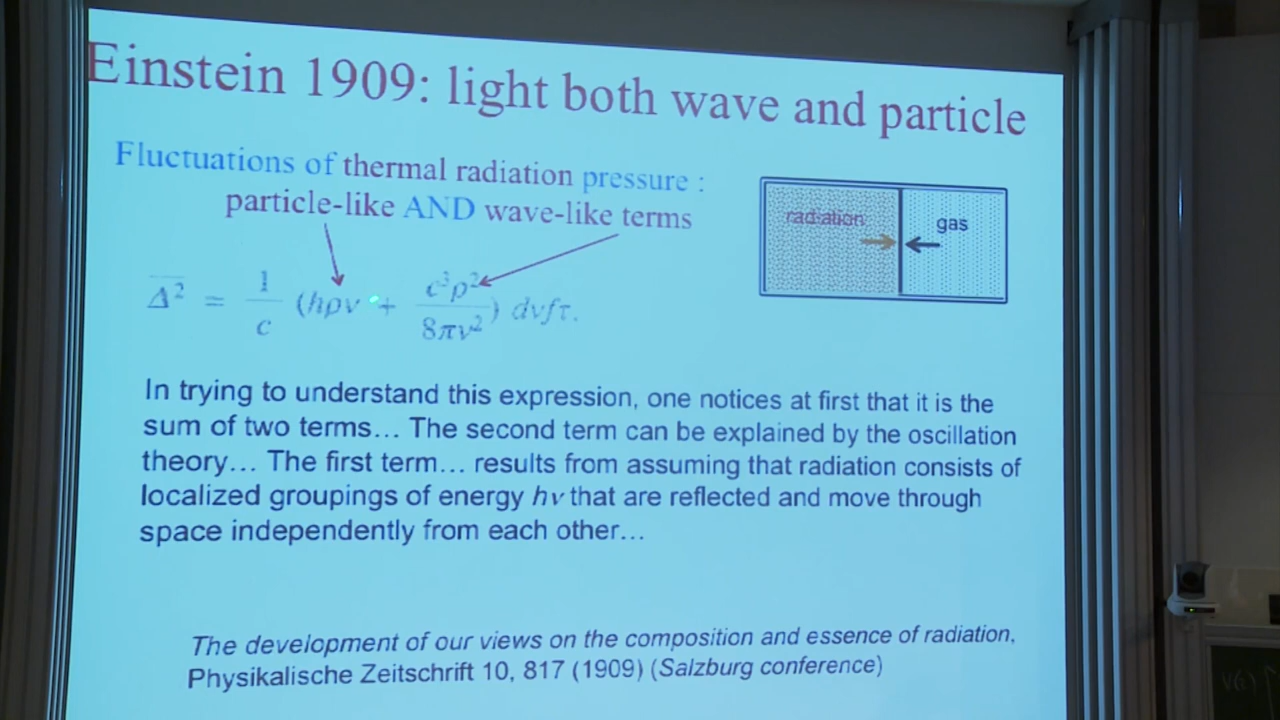 Einstein 1909: light both wave and particle
Fluctuations of thermal radiation pressure :
particle-like AND wave-like terms
radiation
gas
Δ² = 1/c (hρν + c³ρ²/8πν²) dνfτ.
In trying to understand this expression, one notices at first that it is the
sum of two terms… The second term can be explained by the oscillation
theory… The first term… results from assuming that radiation consists of
localized groupings of energy hν that are reflected and move through
space independently from each other…
The development of our views on the composition and essence of radiation,
Physikalische Zeitschrift 10, 817 (1909) (Salzburg conference)